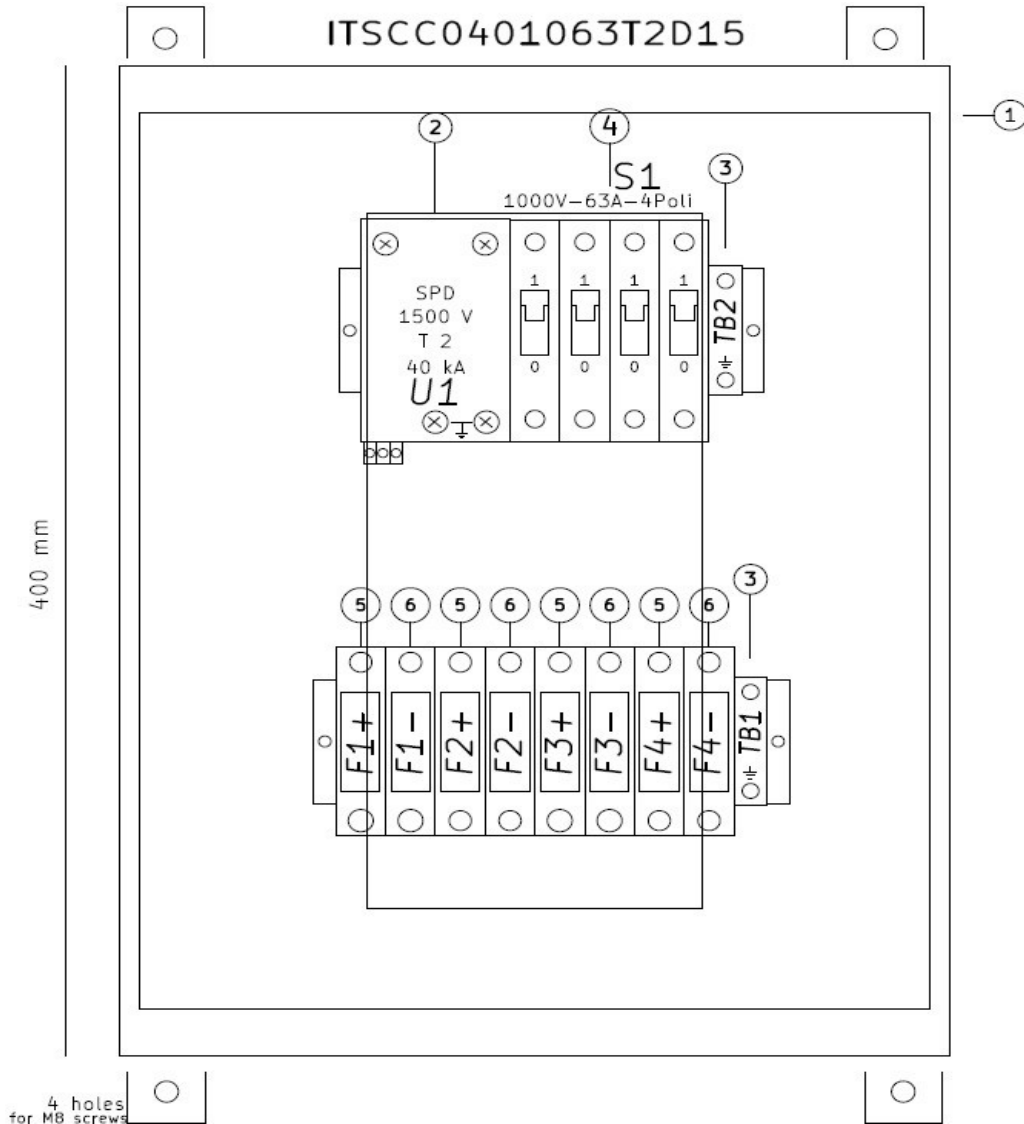 ITSCC0401063T2D15
1
2
4
3
S1
1000V-63A-4Poli
SPD
1500 V
T 2
40 kA
U1
1 1 1 1
0 0 0 0
TB2
400 mm
3
5 6 5 6 5 6 5 6
F1+ F1- F2+ F2- F3+ F3- F4+ F4-
TB1
4 holes
for M8 screws